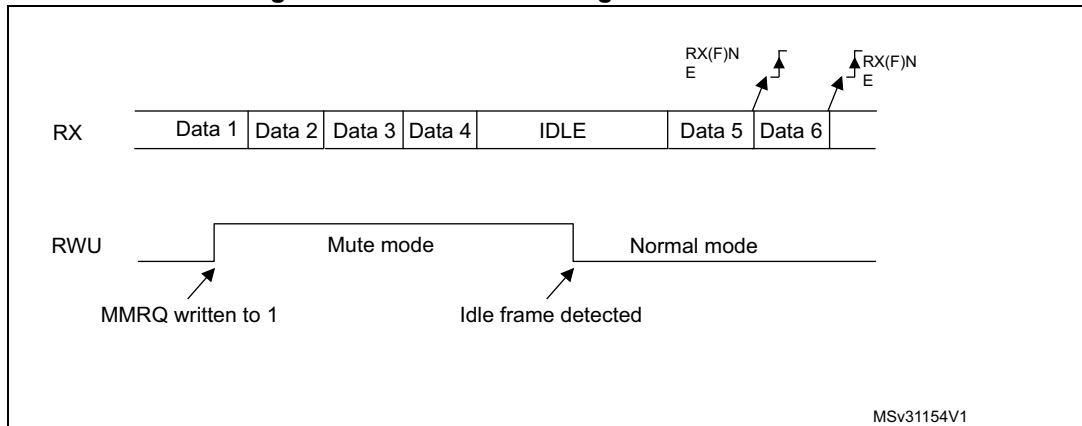 RX(F)N
E
RX(F)N
E
RX
Data 1
Data 2
Data 3
Data 4
IDLE
Data 5
Data 6
RWU
Mute mode
Normal mode
MMRQ written to 1
Idle frame detected
MSv31154V1